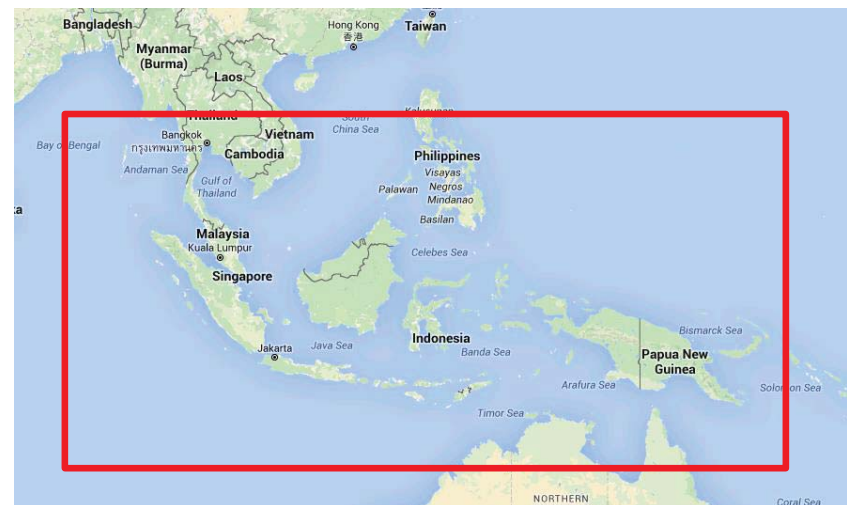 Bangladesh
Hong Kong
香港
Taiwan
Myanmar
(Burma)
Laos
Thailand
South
China Sea
Bay of Bengal
Bangkok
กรุงเทพมหานคร
Vietnam
Cambodia
Philippines
Andaman Sea
Gulf of
Thailand
Visayas
Palawan
Negros
Mindanao
Basilan
Malaysia
Kuala Lumpur
Celebes Sea
Singapore
Indonesia
Bismarck Sea
Jakarta
Java Sea
Banda Sea
Papua New
Guinea
Arafura Sea
Solomon Sea
Timor Sea
NORTHERN
Coral Sea